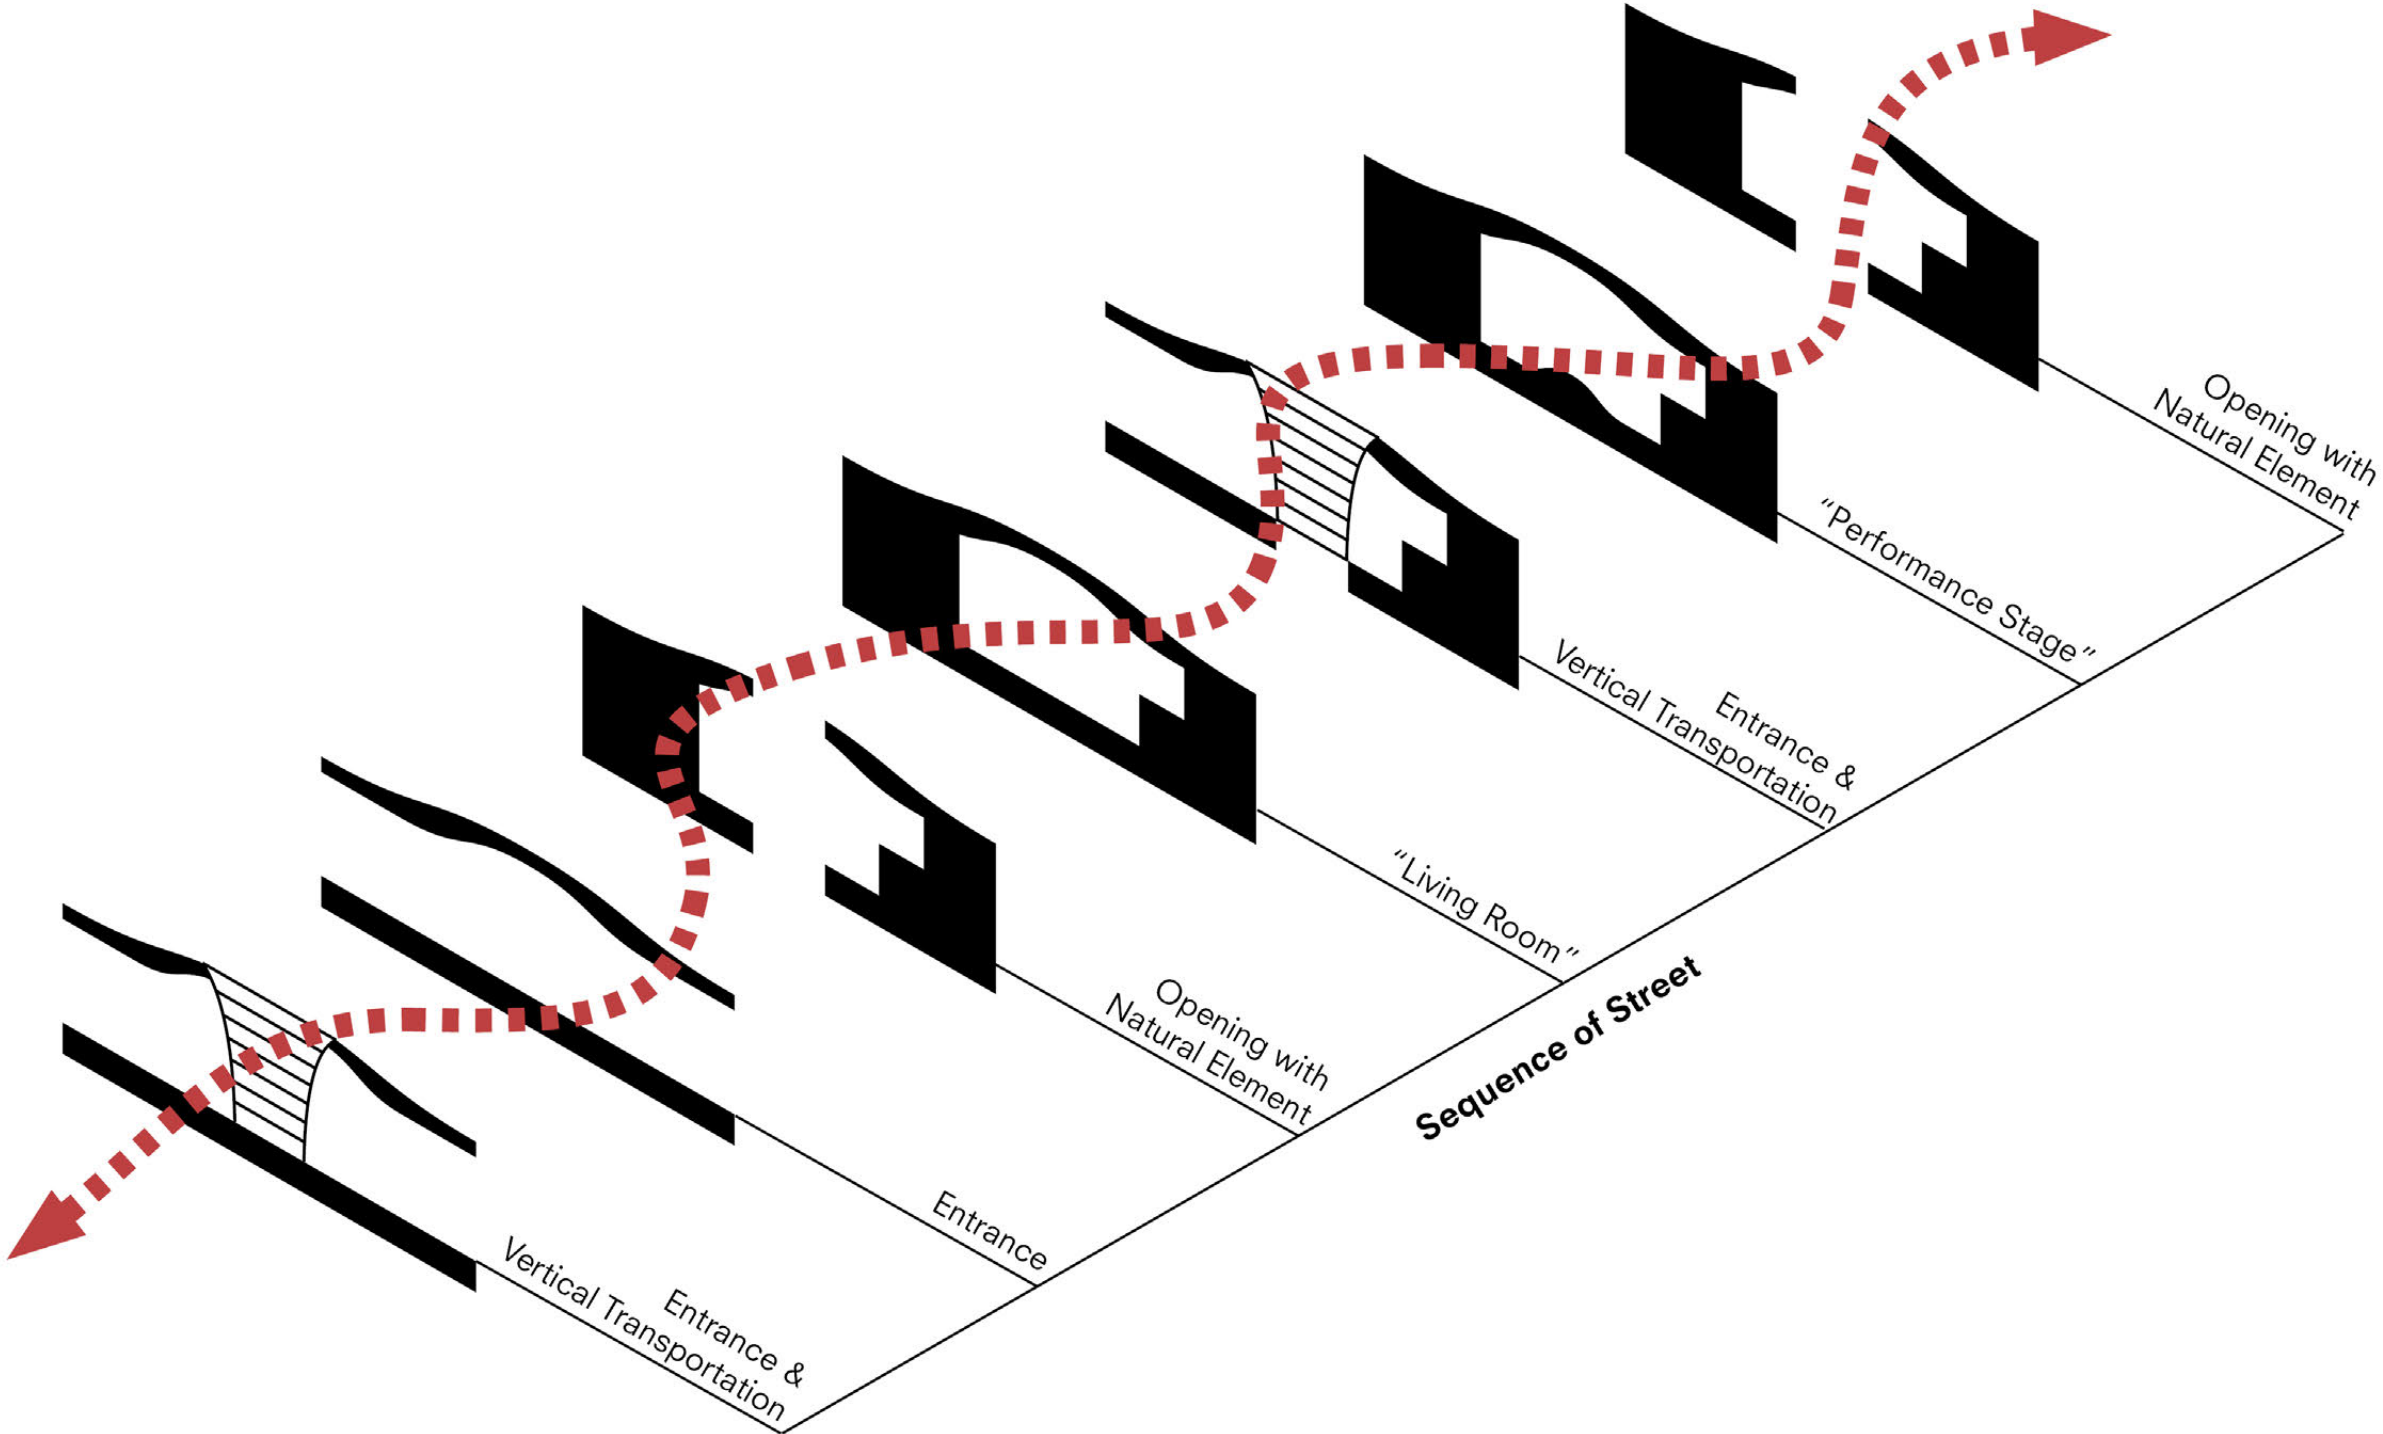 Opening with
Natural Element
“Performance Stage”
Entrance &
Vertical Transportation
“Living Room”
Sequence of Street
Opening with
Natural Element
Entrance
Entrance &
Vertical Transportation